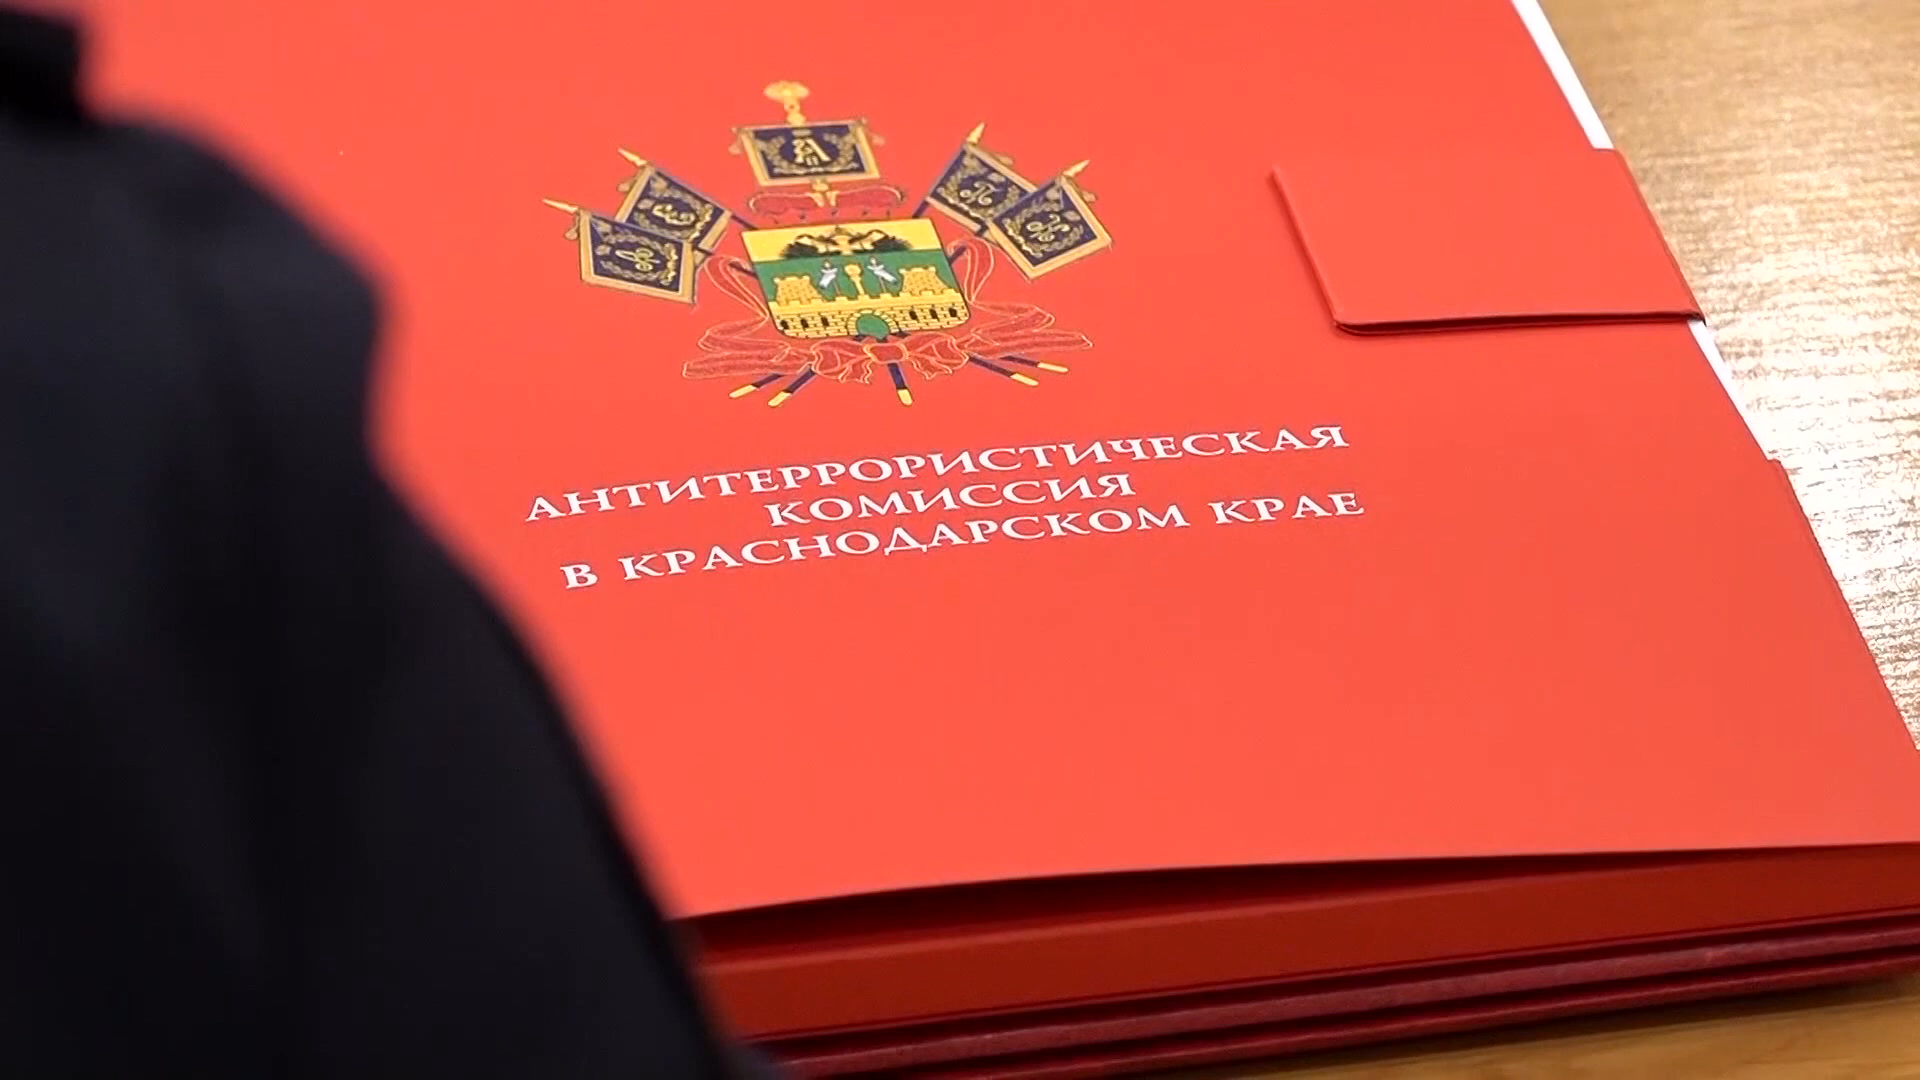 АНТИТЕРРОРИСТИЧЕСКАЯ
КОМИССИЯ
В КРАСНОДАРСКОМ КРАЕ